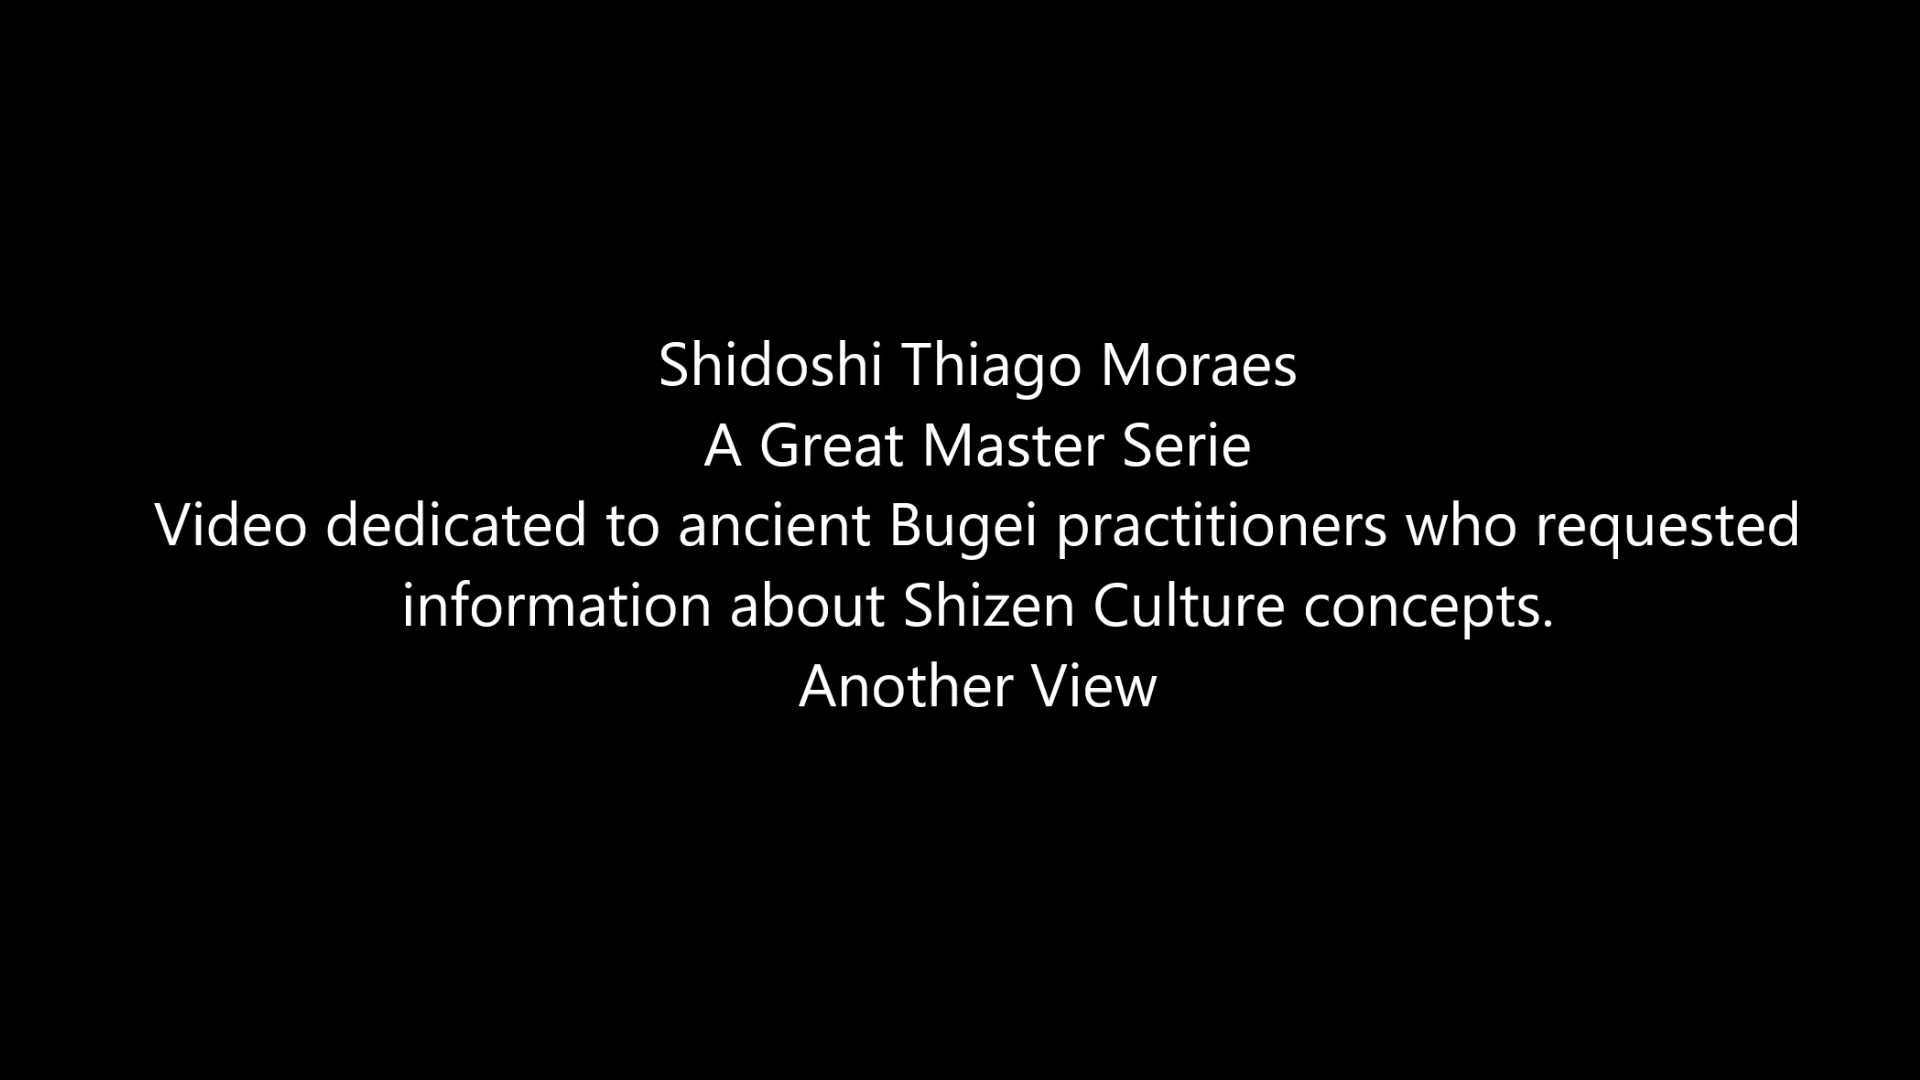 Shidoshi Thiago Moraes
A Great Master Serie
Video dedicated to ancient Bugei practitioners who requested
information about Shizen Culture concepts.
Another View